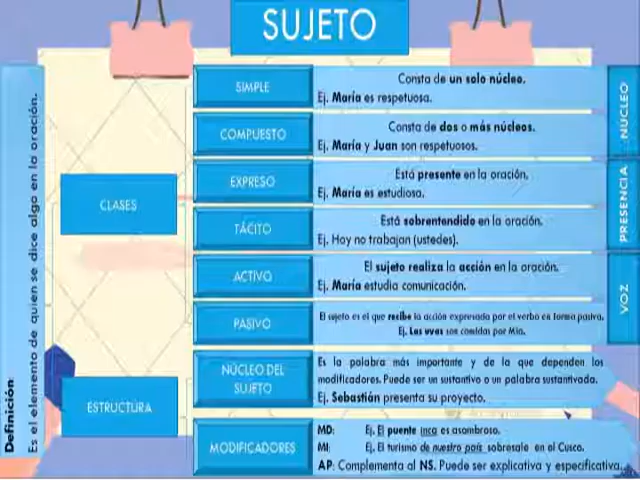 SUJETO
Definición:
Es el elemento de quien se dice algo en la oración.
CLASES
SIMPLE
Consta de un solo núcleo.
Ej. María es respetuosa.
COMPUESTO
Consta de dos o más núcleos.
Ej. María y Juan son respetuosos.
NÚCLEO
EXPRESO
Está presente en la oración.
Ej. María es estudiosa.
TÁCITO
Está sobrentendido en la oración.
Ej. Hoy no trabajan (ustedes).
PRESENCIA
ACTIVO
El sujeto realiza la acción en la oración.
Ej. María estudia comunicación.
PASIVO
El sujeto es el que recibe la acción expresada por el verbo en forma pasiva.
Ej. Las uvas son comidas por Mia.
VOZ
ESTRUCTURA
NÚCLEO DEL
SUJETO
Es la palabra más importante y de la que dependen los
modificadores. Puede ser un sustantivo o un palabra sustantivada.
Ej. Sebastián presenta su proyecto.
MODIFICADORES
MD: Ej. El puente inca es asombroso.
MI: Ej. El turismo de nuestro país sobresale en el Cusco.
AP: Complementa al NS. Puede ser explicativa y especificativa.